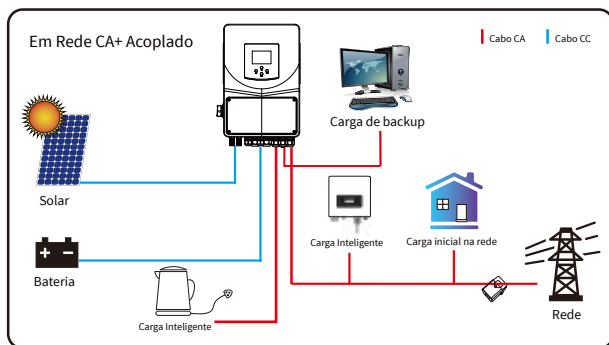 Em Rede CA+ Acoplado
Cabo CA
Cabo CC
Carga de backup
Solar
Carga Inteligente
Carga inicial na rede
Bateria
Rede
Carga Inteligente